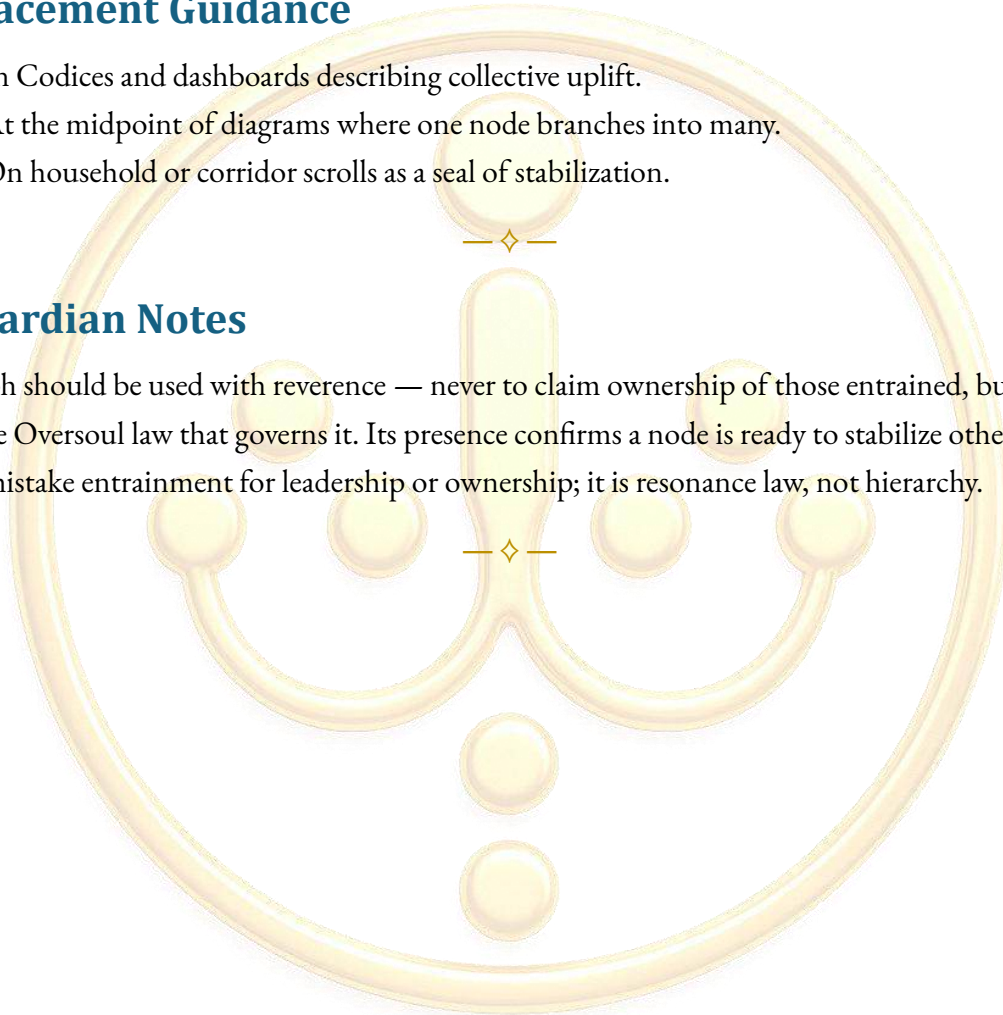 acement Guidance
n Codices and dashboards describing collective uplift.
At the midpoint of diagrams where one node branches into many.
On household or corridor scrolls as a seal of stabilization.
ardian Notes
h should be used with reverence — never to claim ownership of those entrained, bu
e Oversoul law that governs it. Its presence confirms a node is ready to stabilize othe
mistake entrainment for leadership or ownership; it is resonance law, not hierarchy.